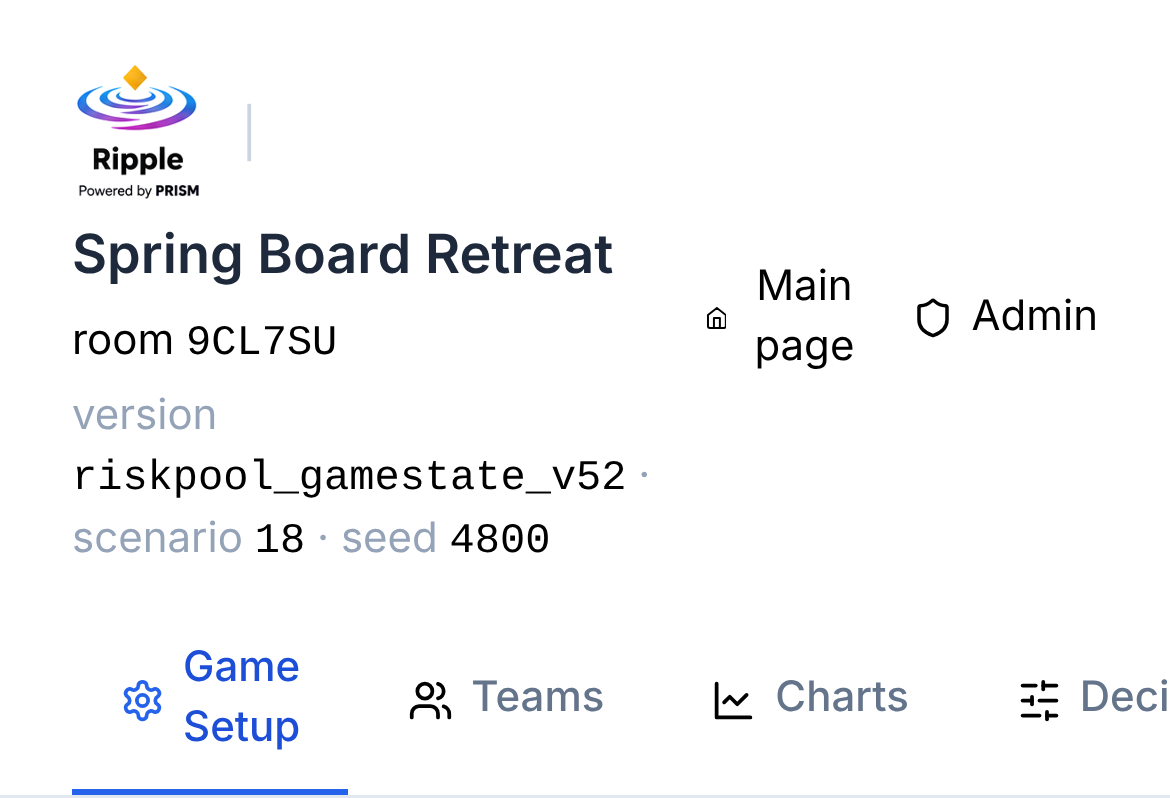 Ripple
Powered by PRISM
Spring Board Retreat
room 9CL7SU
version
riskpool_gamestate_v52 ·
scenario 18 · seed 4800
Main
page
Admin
Game
Setup
Teams
Charts
Deci